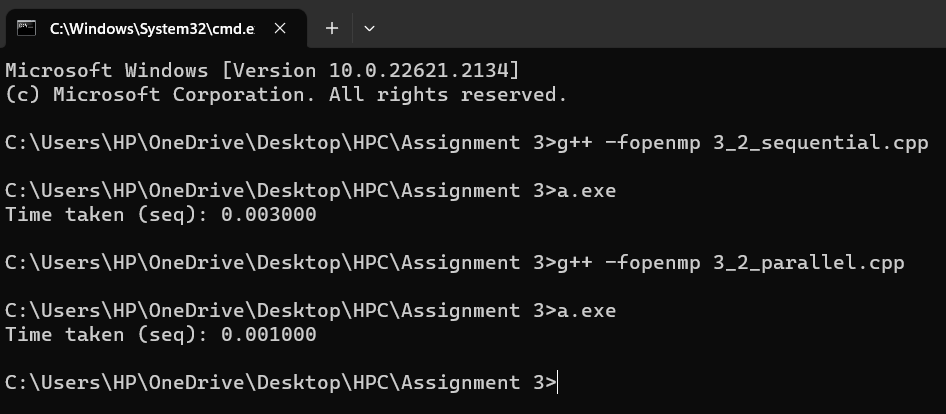 C:\Windows\System32\cmd.e
Microsoft Windows [Version 10.0.22621.2134]
(c) Microsoft Corporation. All rights reserved.
C:\Users\HP\OneDrive\Desktop\HPC\Assignment 3>g++ -fopenmp 3_2_sequential.cpp
C:\Users\HP\OneDrive\Desktop\HPC\Assignment 3>a.exe
Time taken (seq): 0.003000
C:\Users\HP\OneDrive\Desktop\HPC\Assignment 3>g++ -fopenmp 3_2_parallel.cpp
C:\Users\HP\OneDrive\Desktop\HPC\Assignment 3>a.exe
Time taken (seq): 0.001000
C:\Users\HP\OneDrive\Desktop\HPC\Assignment 3>